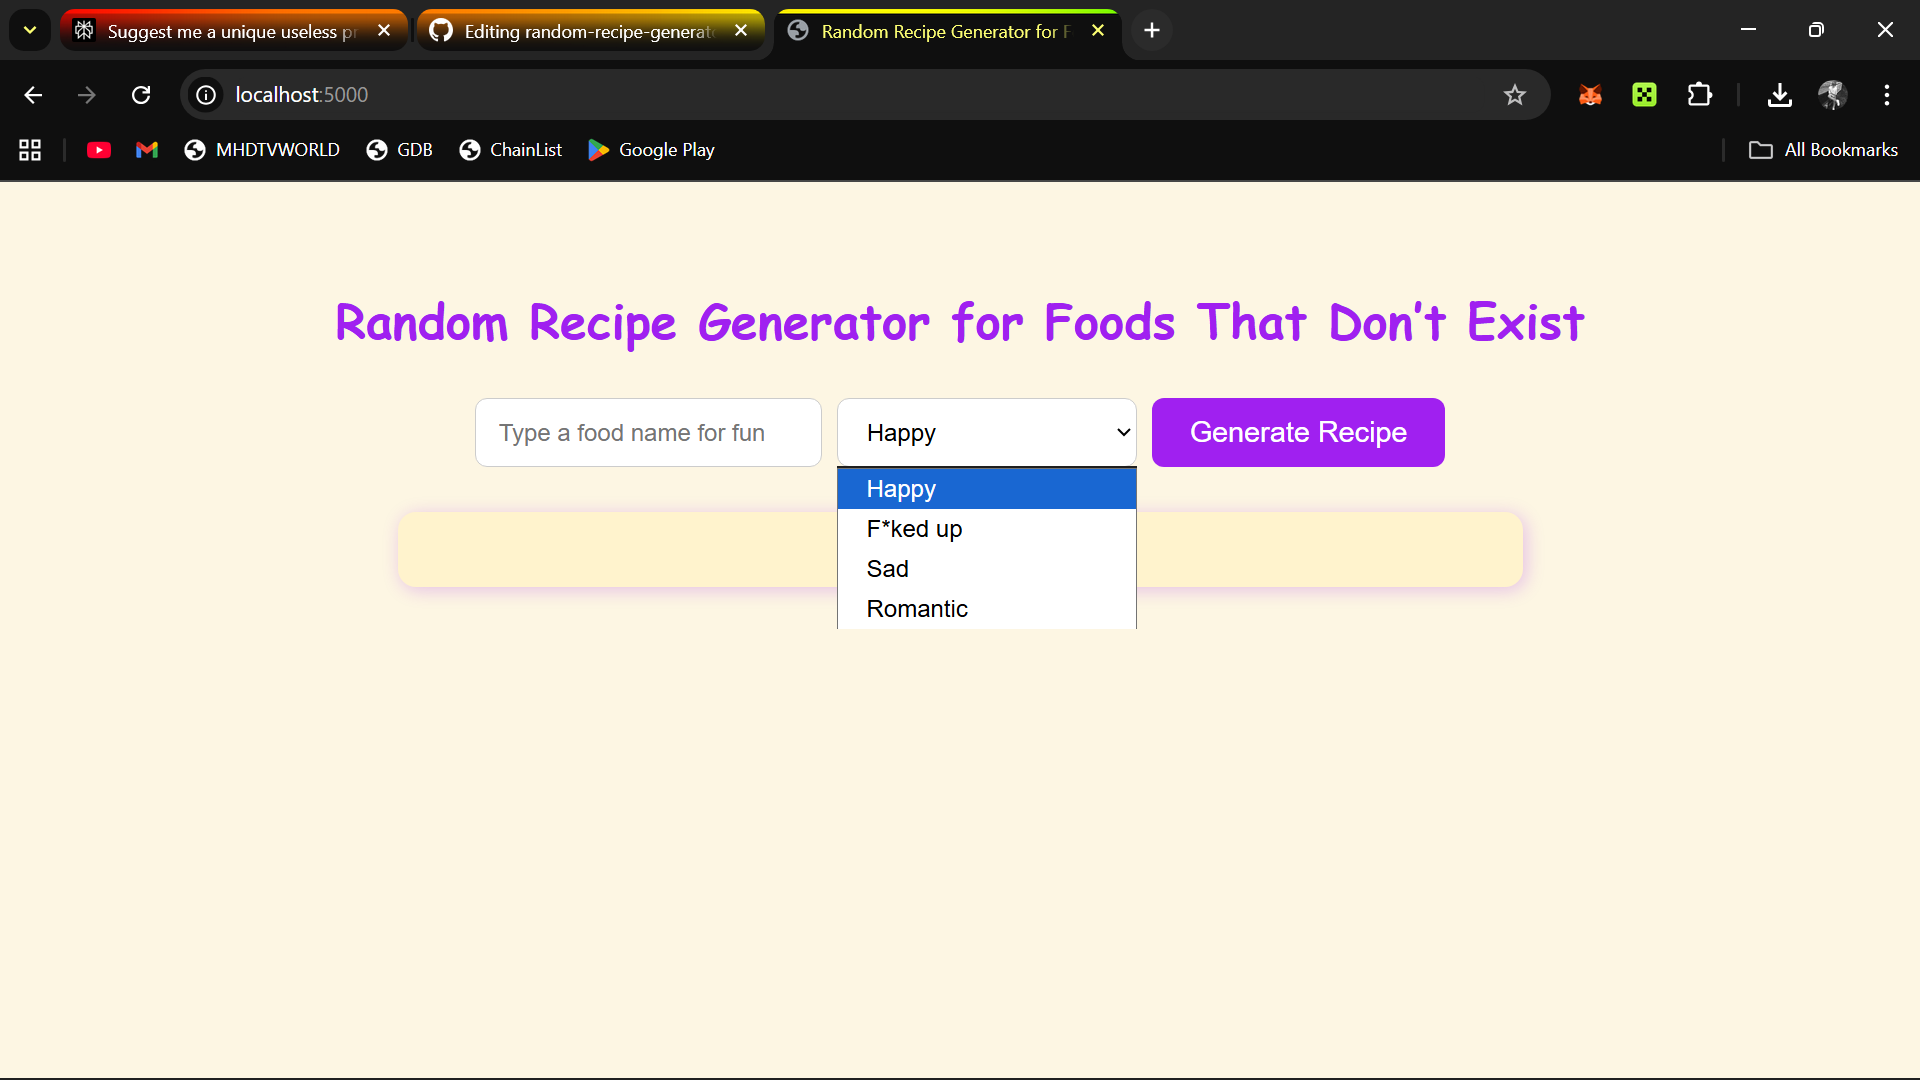 Suggest me a unique useless pr
Editing random-recipe-generat
Random Recipe Generator for F
localhost:5000
MHDTVWORLD
GDB
ChainList
Google Play
All Bookmarks
Random Recipe Generator for Foods That Don't Exist
Type a food name for fun
Happy
Generate Recipe
Happy
F*ked up
Sad
Romantic